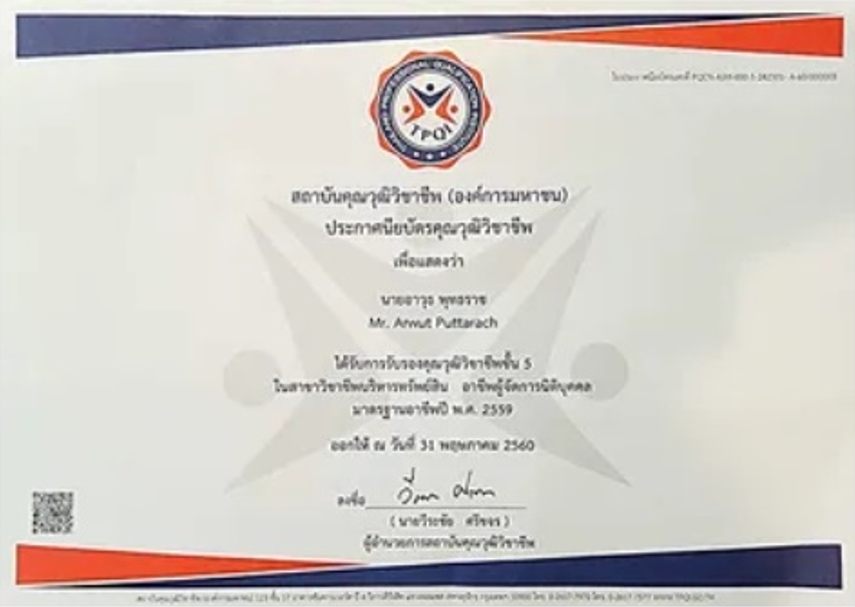 THAILAND PROFESSIONAL QUALIFICATION INSTITUTE
TPQI
สถาบันคุณวุฒิวิชาชีพ (องค์การมหาชน)
ประกาศนียบัตรคุณวุฒิวิชาชีพ
เพื่อแสดงว่า
นายอาวุธ พุทธราช
Mr. Arwut Puttarach
ได้รับการรับรองคุณวุฒิวิชาชีพชั้น 5
ในสาขาวิชาชีพบริหารทรัพย์สิน อาชีพผู้จัดการนิติบุคคล
มาตรฐานอาชีพปี พ.ศ. 2559
ออกให้ ณ วันที่ 31 พฤษภาคม 2560
ลงชื่อ
( นายวีระชัย ศรีขจร )
ผู้อำนวยการสถาบันคุณวุฒิวิชาชีพ